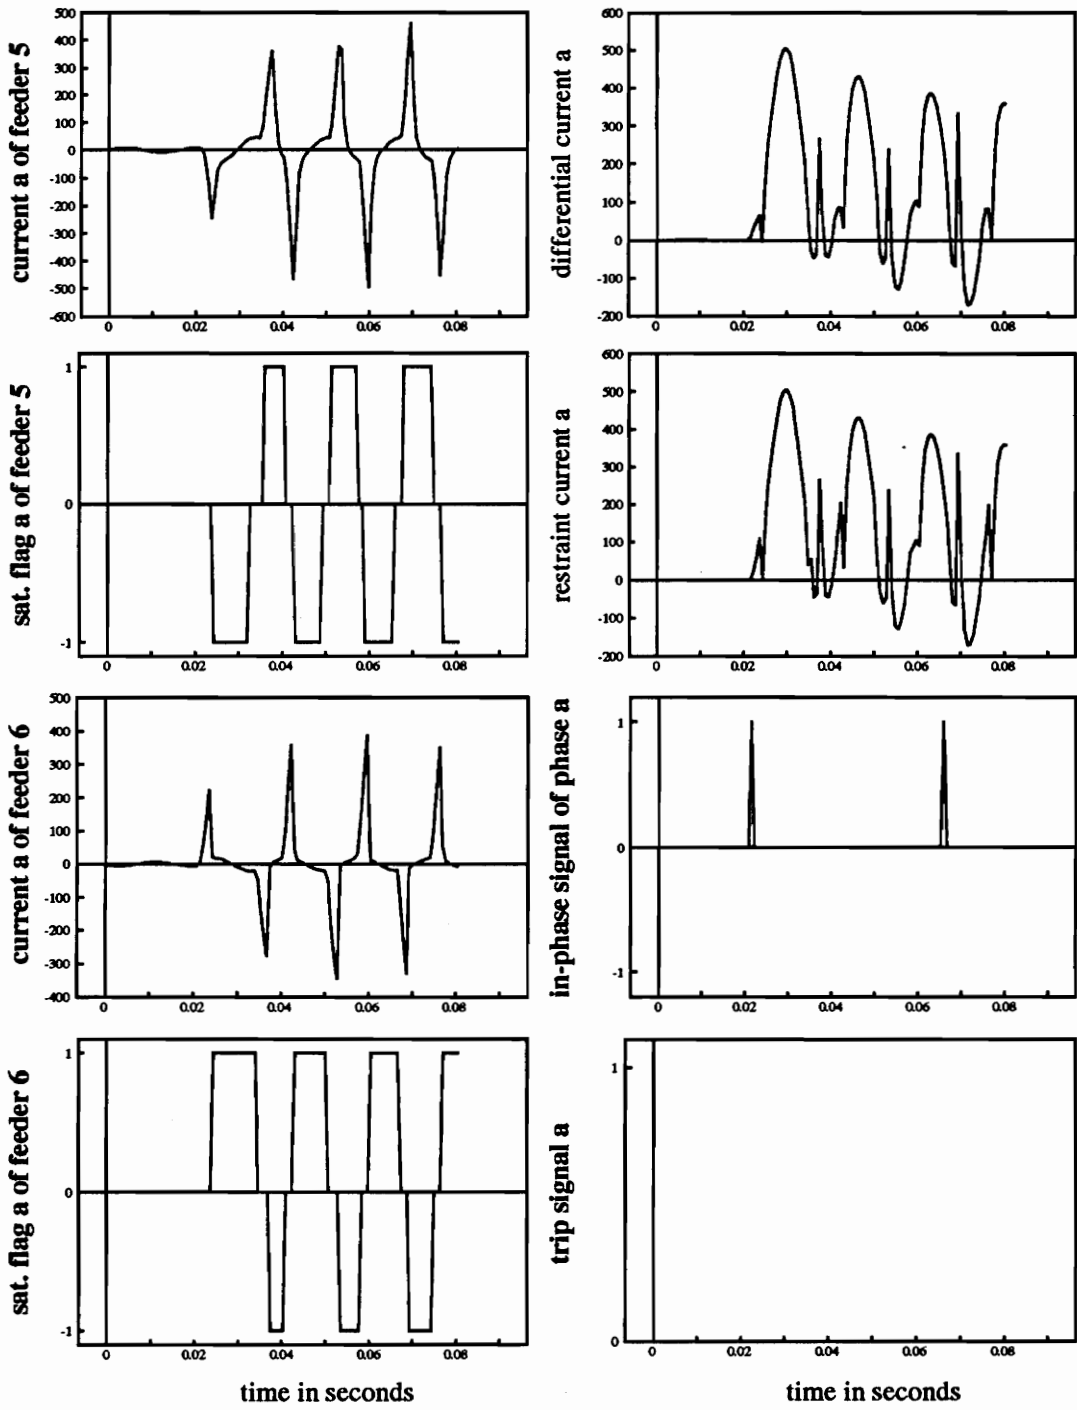 current a of feeder 5
500
400
300
200
100
0
-100
-200
-300
-400
-500
-600
0 0.02 0.04 0.06 0.08
differential current a
600
500
400
300
200
100
0
-100
-200
0 0.02 0.04 0.06 0.08
sat. flag a of feeder 5
1
0
-1
0 0.02 0.04 0.06 0.08
restraint current a
600
500
400
300
200
100
0
-100
-200
0 0.02 0.04 0.06 0.08
current a of feeder 6
500
400
300
200
100
0
-100
-200
-300
-400
0 0.02 0.04 0.06 0.08
in-phase signal of phase a
1
0
-1
0 0.02 0.04 0.06 0.08
sat. flag a of feeder 6
1
0
-1
0 0.02 0.04 0.06 0.08
time in seconds
trip signal a
1
0
0 0.02 0.04 0.06 0.08
time in seconds